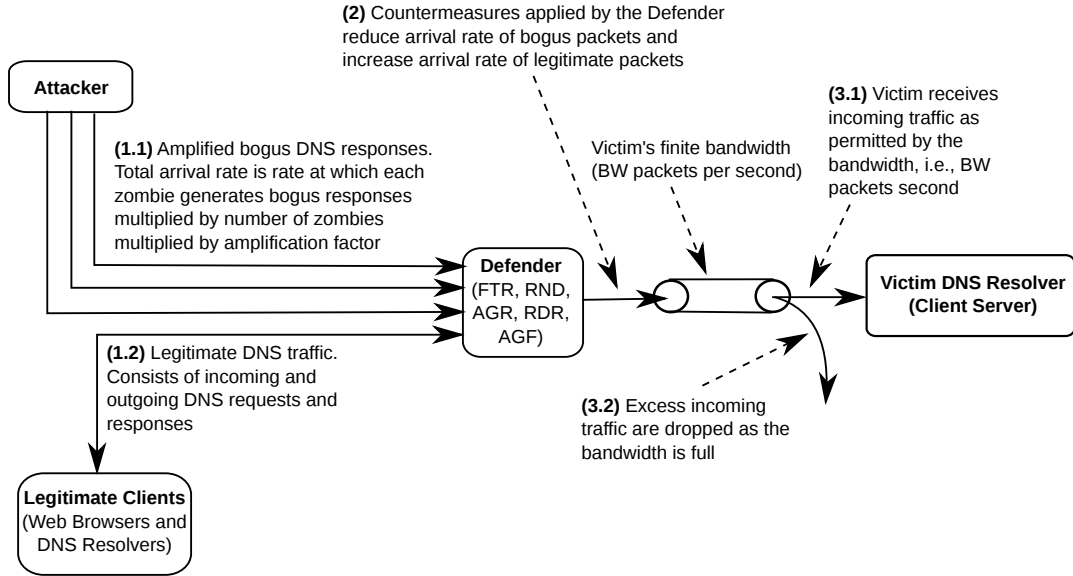 (2) Countermeasures applied by the Defender
reduce arrival rate of bogus packets and
increase arrival rate of legitimate packets
Attacker
(1.1) Amplified bogus DNS responses.
Total arrival rate is rate at which each
zombie generates bogus responses
multiplied by number of zombies
multiplied by amplification factor
Victim's finite bandwidth
(BW packets per second)
(3.1) Victim receives
incoming traffic as
permitted by the
bandwidth, i.e., BW
packets second
Defender
(FTR, RND,
AGR, RDR,
AGF)
Victim DNS Resolver
(Client Server)
(1.2) Legitimate DNS traffic.
Consists of incoming and
outgoing DNS requests and
responses
(3.2) Excess incoming
traffic are dropped as the
bandwidth is full
Legitimate Clients
(Web Browsers and
DNS Resolvers)